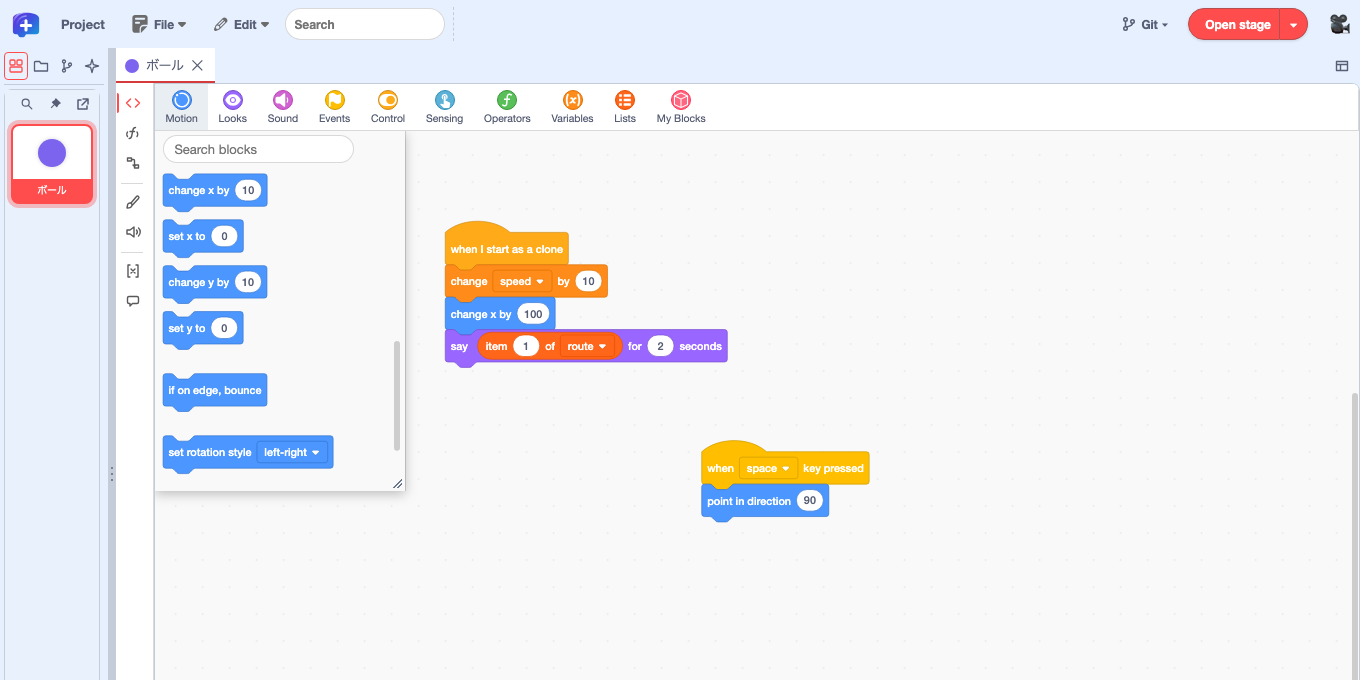 Project File Edit Search Git Open stage
ボール
Motion Looks Sound Events Control Sensing Operators Variables Lists My Blocks
ボール
Search blocks
change x by 10
set x to 0
change y by 10
set y to 0
if on edge, bounce
set rotation style left-right
when I start as a clone
change speed by 10
change x by 100
say item 1 of route for 2 seconds
when space key pressed
point in direction 90